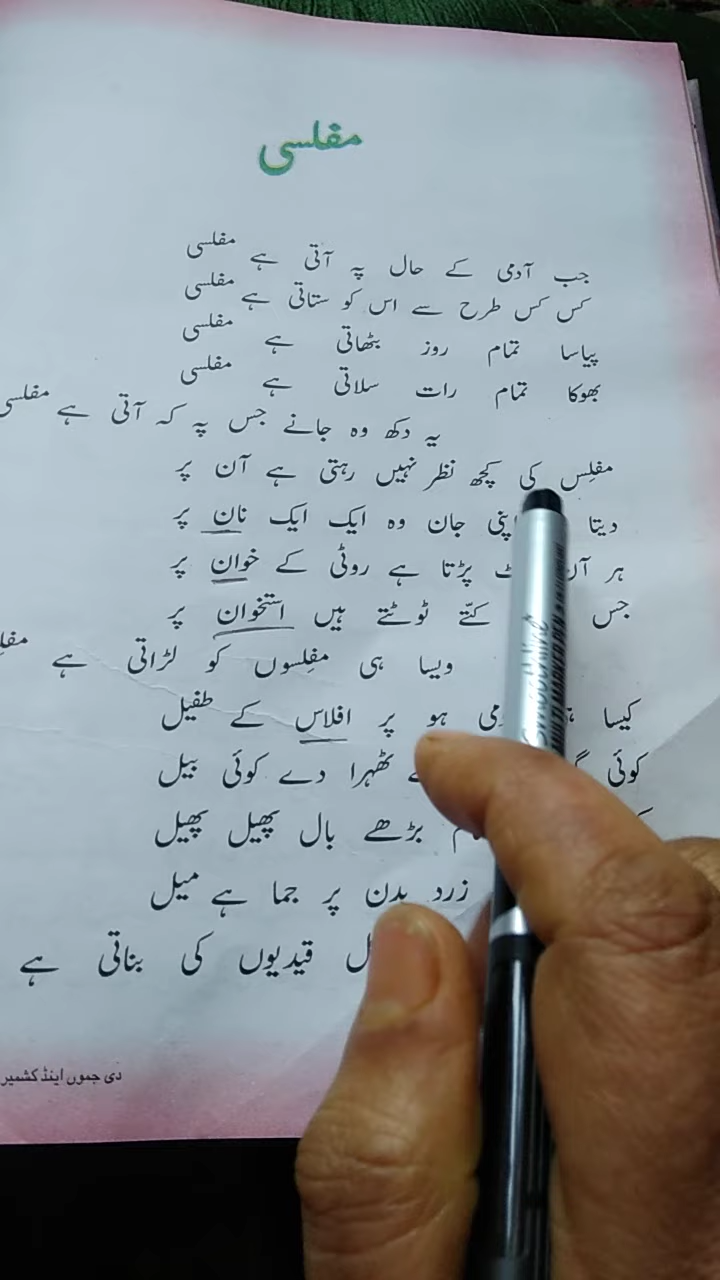 مفلسی
جب آدمی کے حال پہ آتی ہے مفلسی
کس کس طرح سے اس کو ستاتی ہے مفلسی
پیاسا تمام روز بٹھاتی ہے مفلسی
بھوکا تمام رات سلاتی ہے مفلسی
یہ دکھ وہ جانے جس پہ کہ آتی ہے مفلسی
مفلِس کی کچھ نظر نہیں رہتی ہے آن پر
دیتا اپنی جان وہ ایک ایک نان پر
ہر آن پڑتا ہے روٹی کے خوان پر
جس کتّے ٹوٹتے ہیں استخوان پر
ویسا ہی مفلِسوں کو لڑاتی ہے
کیسا ہو پر افلاس کے طفیل
کوئی ٹھہرا دے کوئی بیل
بڑھے بال پھیل پھیل
زرد بدن پر جما ہے میل
قیدیوں کی بناتی ہے
دی جموں اینڈ کشمیر